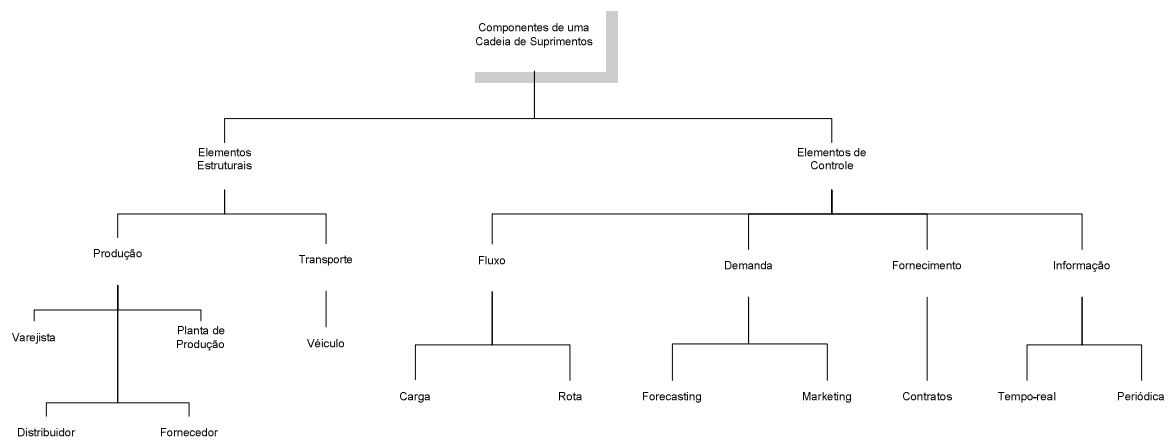 Componentes de uma
Cadeia de Suprimentos
Elementos
Estruturais
Elementos de
Controle
Produção
Transporte
Fluxo
Demanda
Fornecimento
Informação
Varejista
Planta de
Produção
Véiculo
Carga
Rota
Forecasting
Marketing
Contratos
Tempo-real
Periódica
Distribuidor
Fornecedor